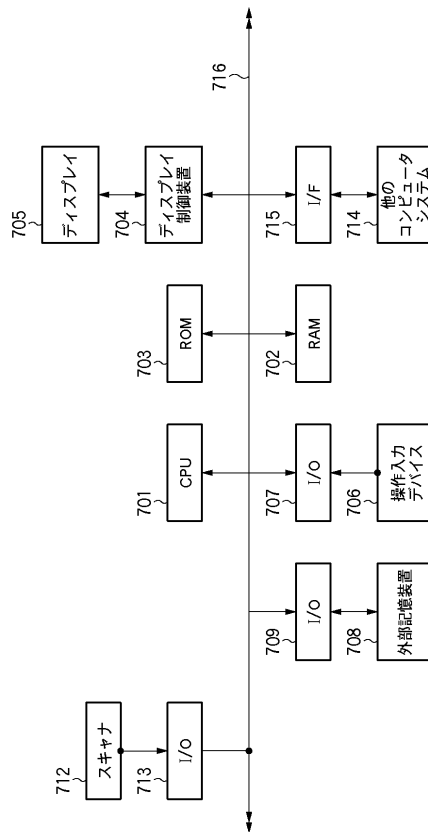 705
ディスプレイ
704
ディスプレイ
制御装置
703
ROM
701
CPU
712
スキャナ
713
I/O
716
715
I/F
714
他の
コンピュータ
システム
702
RAM
707
I/O
706
操作入力
デバイス
709
I/O
708
外部記憶装置